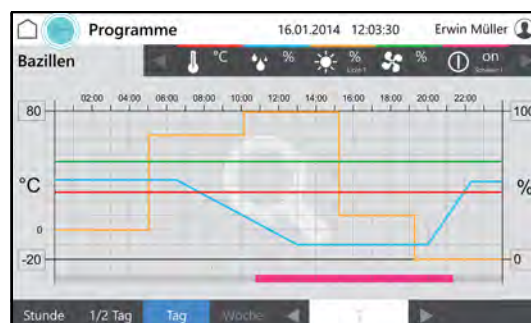 Programme 16.01.2014 12:03:30 Erwin Müller
Bazillen °C % % % on
02:00 04:00 06:00 08:00 10:00 12:00 14:00 16:00 18:00 20:00 22:00
80 100
°C %
0
-20 0
Stunde 1/2 Tag Tag Woche